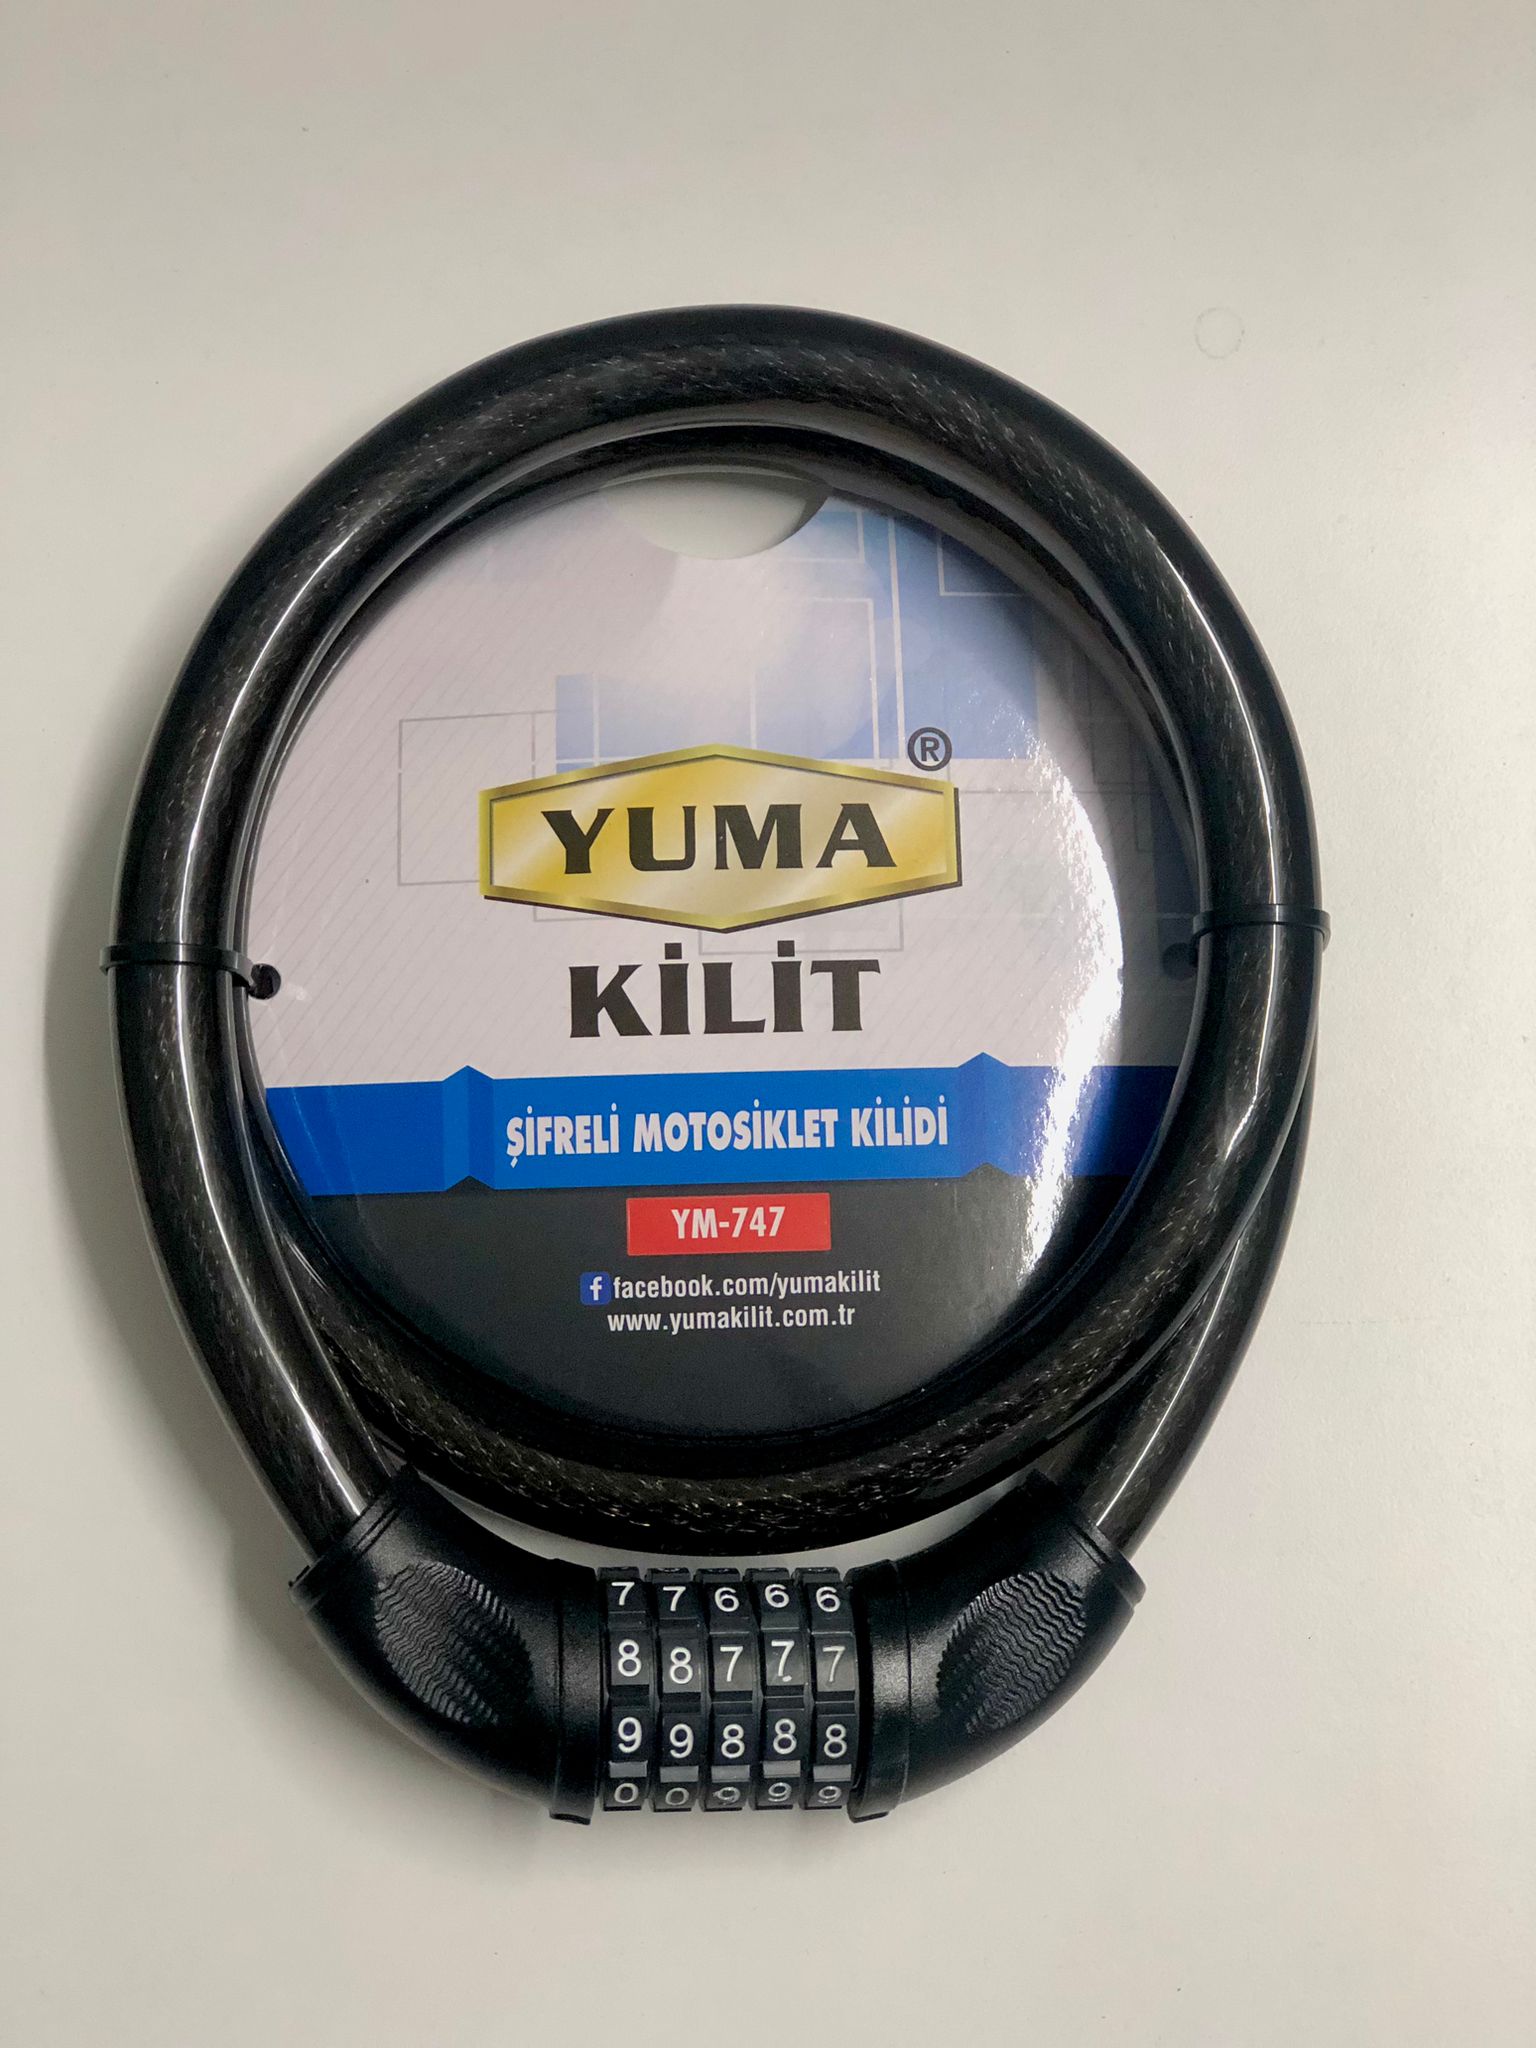 YUMA ®
KİLİT
ŞİFRELİ MOTOSİKLET KİLİDİ
YM-747
f facebook.com/yumakilit
www.yumakilit.com.tr
7 7 6 6 6
8 8 7 7 7
9 9 8 8 8
0 0 9 9 9